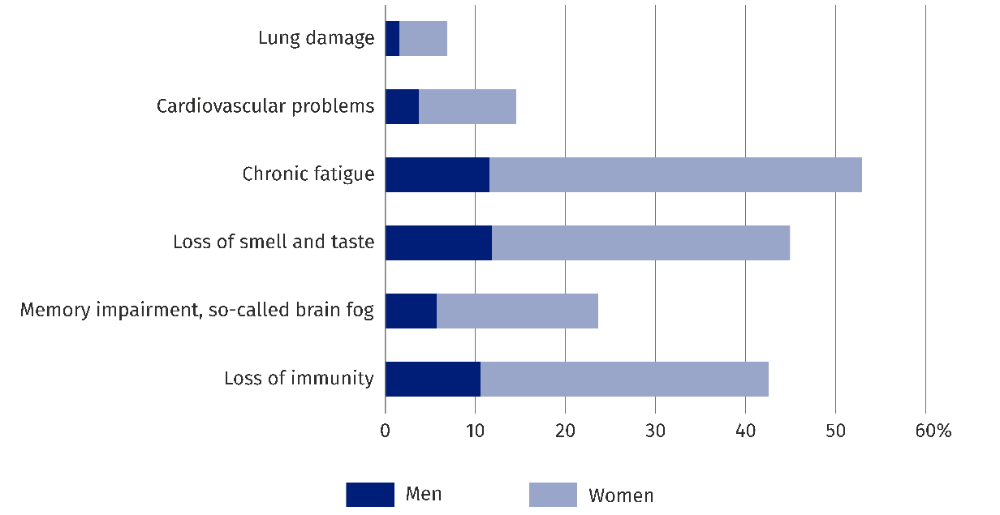 Lung damage
Cardiovascular problems
Chronic fatigue
Loss of smell and taste
Memory impairment, so-called brain fog
Loss of immunity
0 10 20 30 40 50 60%
Men Women